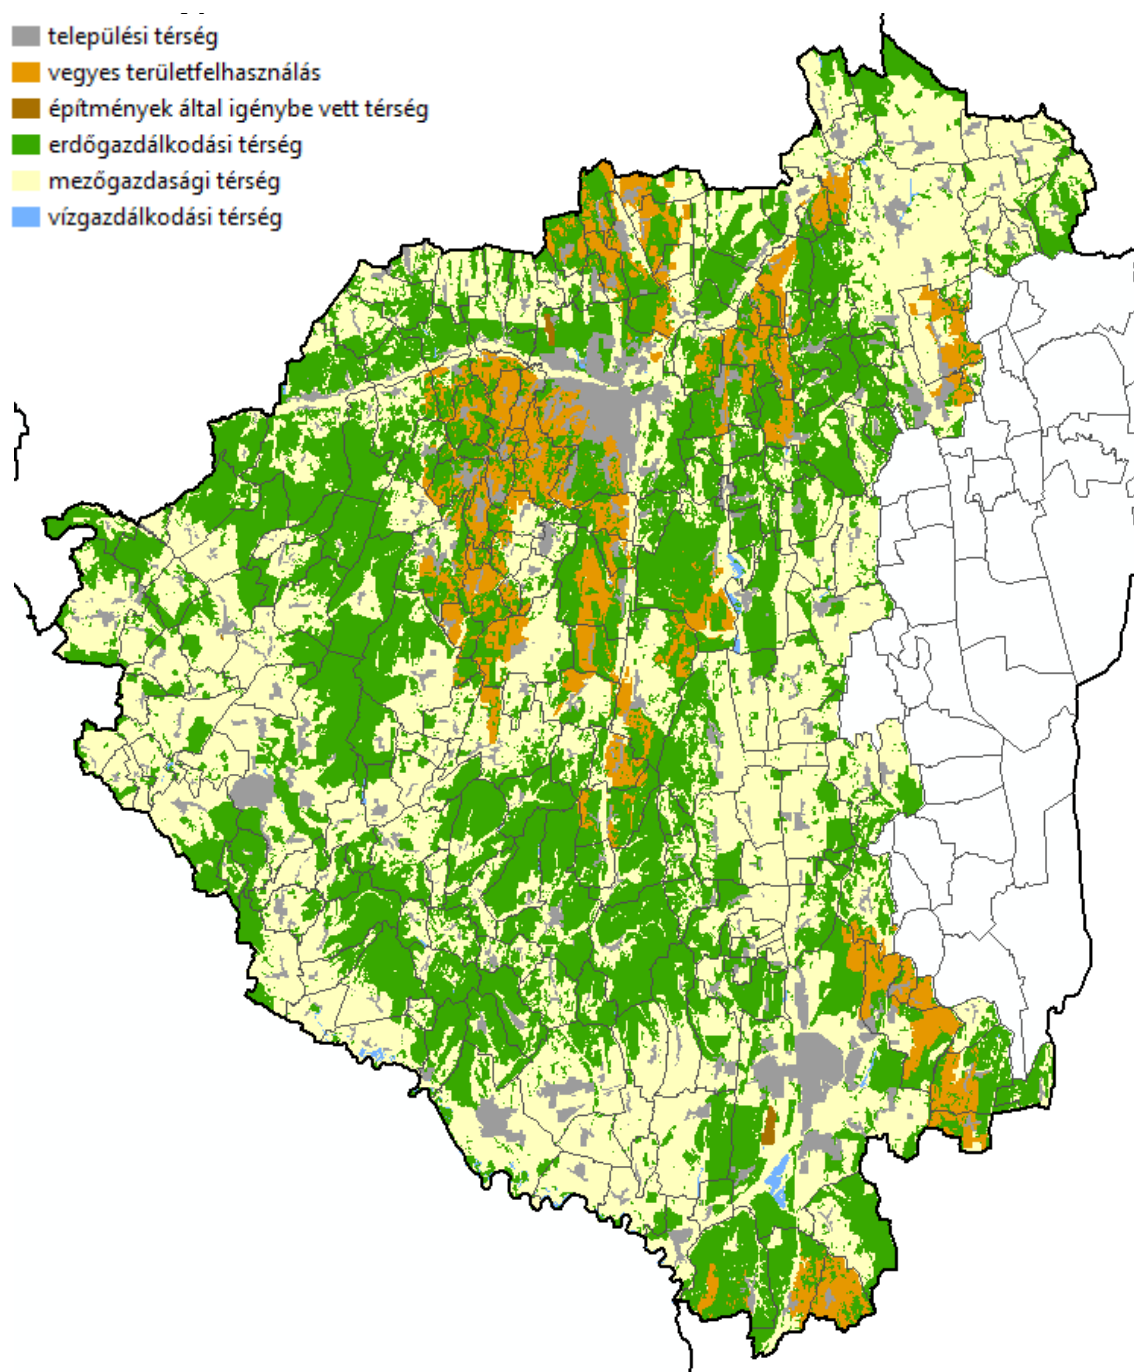 települési térség
vegyes területfelhasználás
építmények által igénybe vett térség
erdőgazdálkodási térség
mezőgazdasági térség
vízgazdálkodási térség